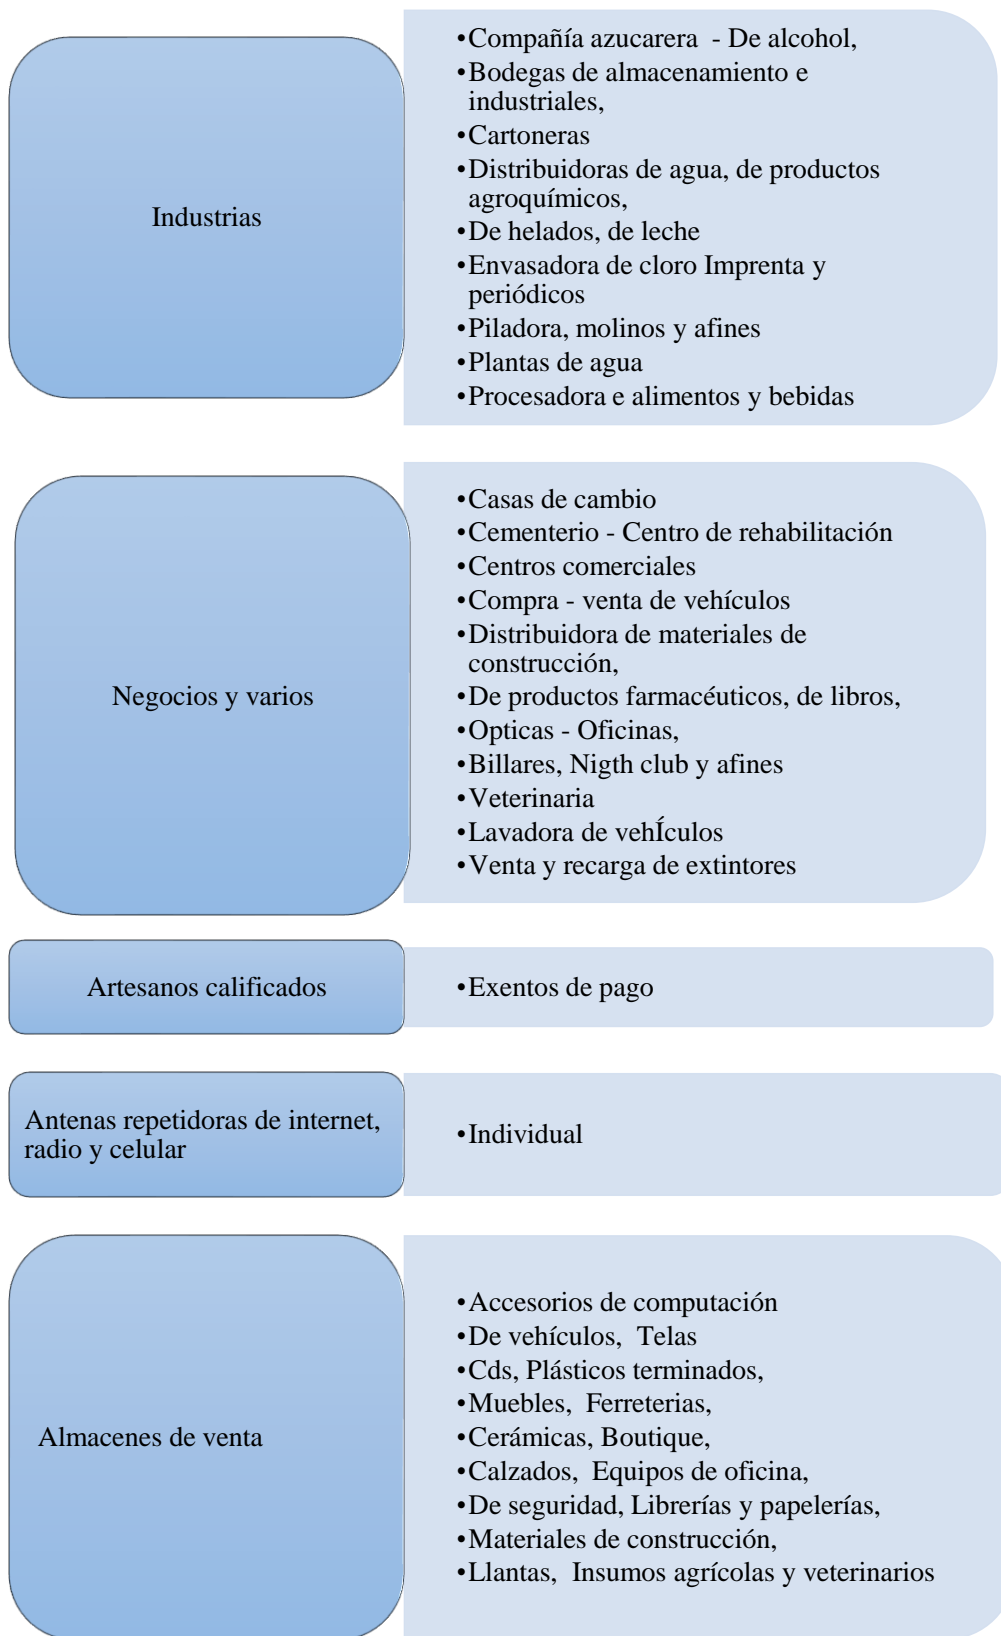 Industrias
•Compañía azucarera - De alcohol,
•Bodegas de almacenamiento e
industriales,
•Cartoneras
•Distribuidoras de agua, de productos
agroquímicos,
•De helados, de leche
•Envasadora de cloro Imprenta y
periódicos
•Piladora, molinos y afines
•Plantas de agua
•Procesadora e alimentos y bebidas
Negocios y varios
•Casas de cambio
•Cementerio - Centro de rehabilitación
•Centros comerciales
•Compra - venta de vehículos
•Distribuidora de materiales de
construcción,
•De productos farmacéuticos, de libros,
•Opticas - Oficinas,
•Billares, Nigth club y afines
•Veterinaria
•Lavadora de vehÍculos
•Venta y recarga de extintores
Artesanos calificados
•Exentos de pago
Antenas repetidoras de internet,
radio y celular
•Individual
Almacenes de venta
•Accesorios de computación
•De vehículos, Telas
•Cds, Plásticos terminados,
•Muebles, Ferreterias,
•Cerámicas, Boutique,
•Calzados, Equipos de oficina,
•De seguridad, Librerías y papelerías,
•Materiales de construcción,
•Llantas, Insumos agrícolas y veterinarios